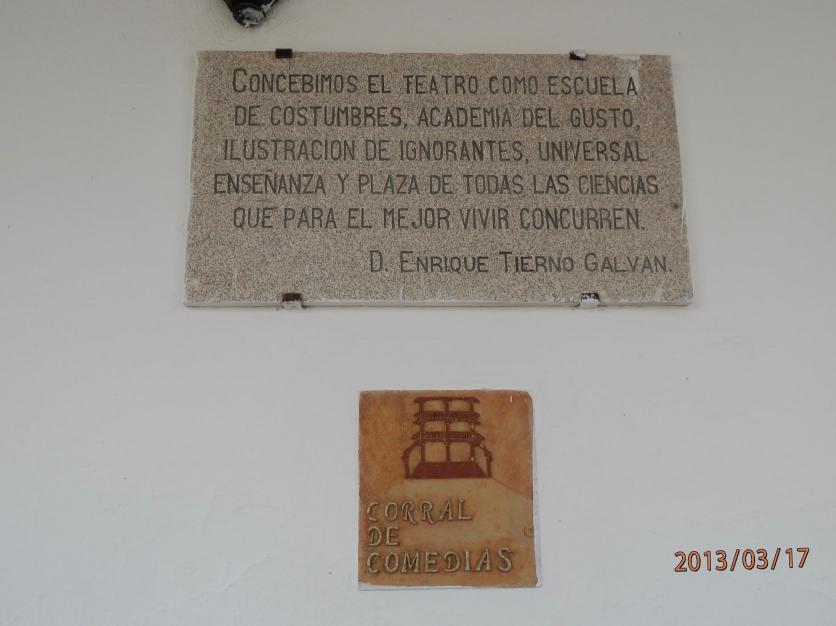 CONCEBIMOS EL TEATRO COMO ESCUELA
DE COSTUMBRES, ACADEMIA DEL GUSTO,
ILUSTRACION DE IGNORANTES, UNIVERSAL
ENSEÑANZA Y PLAZA DE TODAS LAS CIENCIAS
QUE PARA EL MEJOR VIVIR CONCURREN.
D. ENRIQUE TIERNO GALVAN.
CORRAL
DE
COMEDIAS
2013/03/17